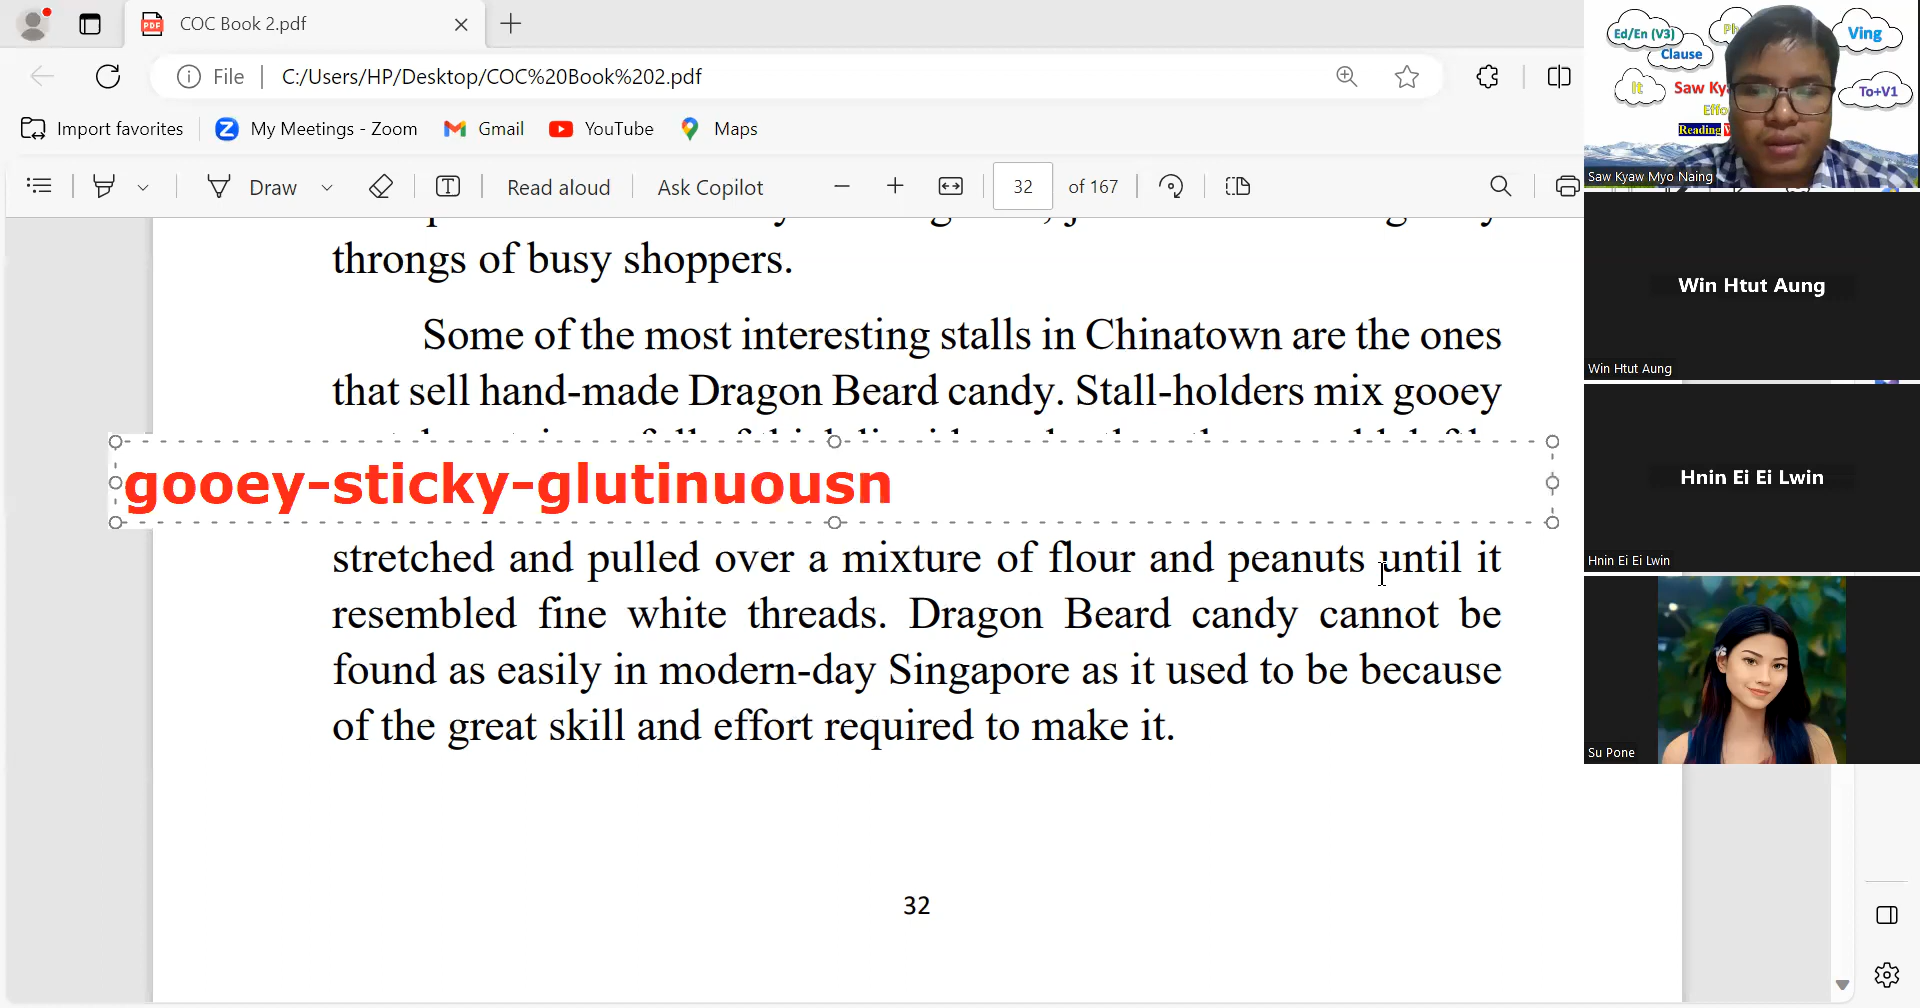 COC Book 2.pdf
File
C:/Users/HP/Desktop/COC%20Book%202.pdf
Import favorites
My Meetings - Zoom
Gmail
YouTube
Maps
Draw
Read aloud
Ask Copilot
32
of 167
throngs of busy shoppers.
Some of the most interesting stalls in Chinatown are the ones
that sell hand-made Dragon Beard candy. Stall-holders mix gooey
gooey-sticky-glutinuousn
stretched and pulled over a mixture of flour and peanuts until it
resembled fine white threads. Dragon Beard candy cannot be
found as easily in modern-day Singapore as it used to be because
of the great skill and effort required to make it.
32
Ed/En (V3)
Clause
Ving
It
Saw Ky
To+V1
Reading
Saw Kyaw Myo Naing
Win Htut Aung
Win Htut Aung
Hnin Ei Ei Lwin
Hnin Ei Ei Lwin
Su Pone